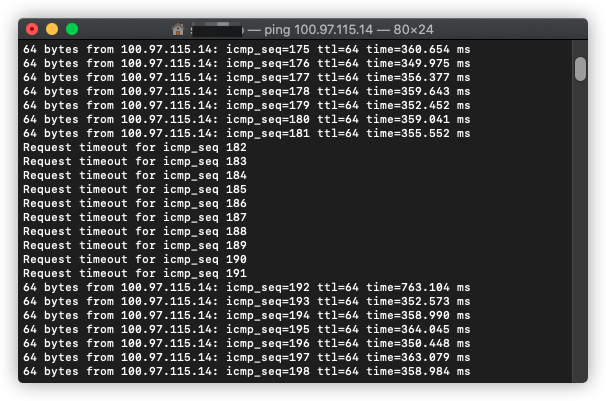 — ping 100.97.115.14 — 80×24
64 bytes from 100.97.115.14: icmp_seq=175 ttl=64 time=360.654 ms
64 bytes from 100.97.115.14: icmp_seq=176 ttl=64 time=349.975 ms
64 bytes from 100.97.115.14: icmp_seq=177 ttl=64 time=356.377 ms
64 bytes from 100.97.115.14: icmp_seq=178 ttl=64 time=359.643 ms
64 bytes from 100.97.115.14: icmp_seq=179 ttl=64 time=352.452 ms
64 bytes from 100.97.115.14: icmp_seq=180 ttl=64 time=359.041 ms
64 bytes from 100.97.115.14: icmp_seq=181 ttl=64 time=355.552 ms
Request timeout for icmp_seq 182
Request timeout for icmp_seq 183
Request timeout for icmp_seq 184
Request timeout for icmp_seq 185
Request timeout for icmp_seq 186
Request timeout for icmp_seq 187
Request timeout for icmp_seq 188
Request timeout for icmp_seq 189
Request timeout for icmp_seq 190
Request timeout for icmp_seq 191
64 bytes from 100.97.115.14: icmp_seq=192 ttl=64 time=763.104 ms
64 bytes from 100.97.115.14: icmp_seq=193 ttl=64 time=352.573 ms
64 bytes from 100.97.115.14: icmp_seq=194 ttl=64 time=358.990 ms
64 bytes from 100.97.115.14: icmp_seq=195 ttl=64 time=364.045 ms
64 bytes from 100.97.115.14: icmp_seq=196 ttl=64 time=350.448 ms
64 bytes from 100.97.115.14: icmp_seq=197 ttl=64 time=363.079 ms
64 bytes from 100.97.115.14: icmp_seq=198 ttl=64 time=358.984 ms